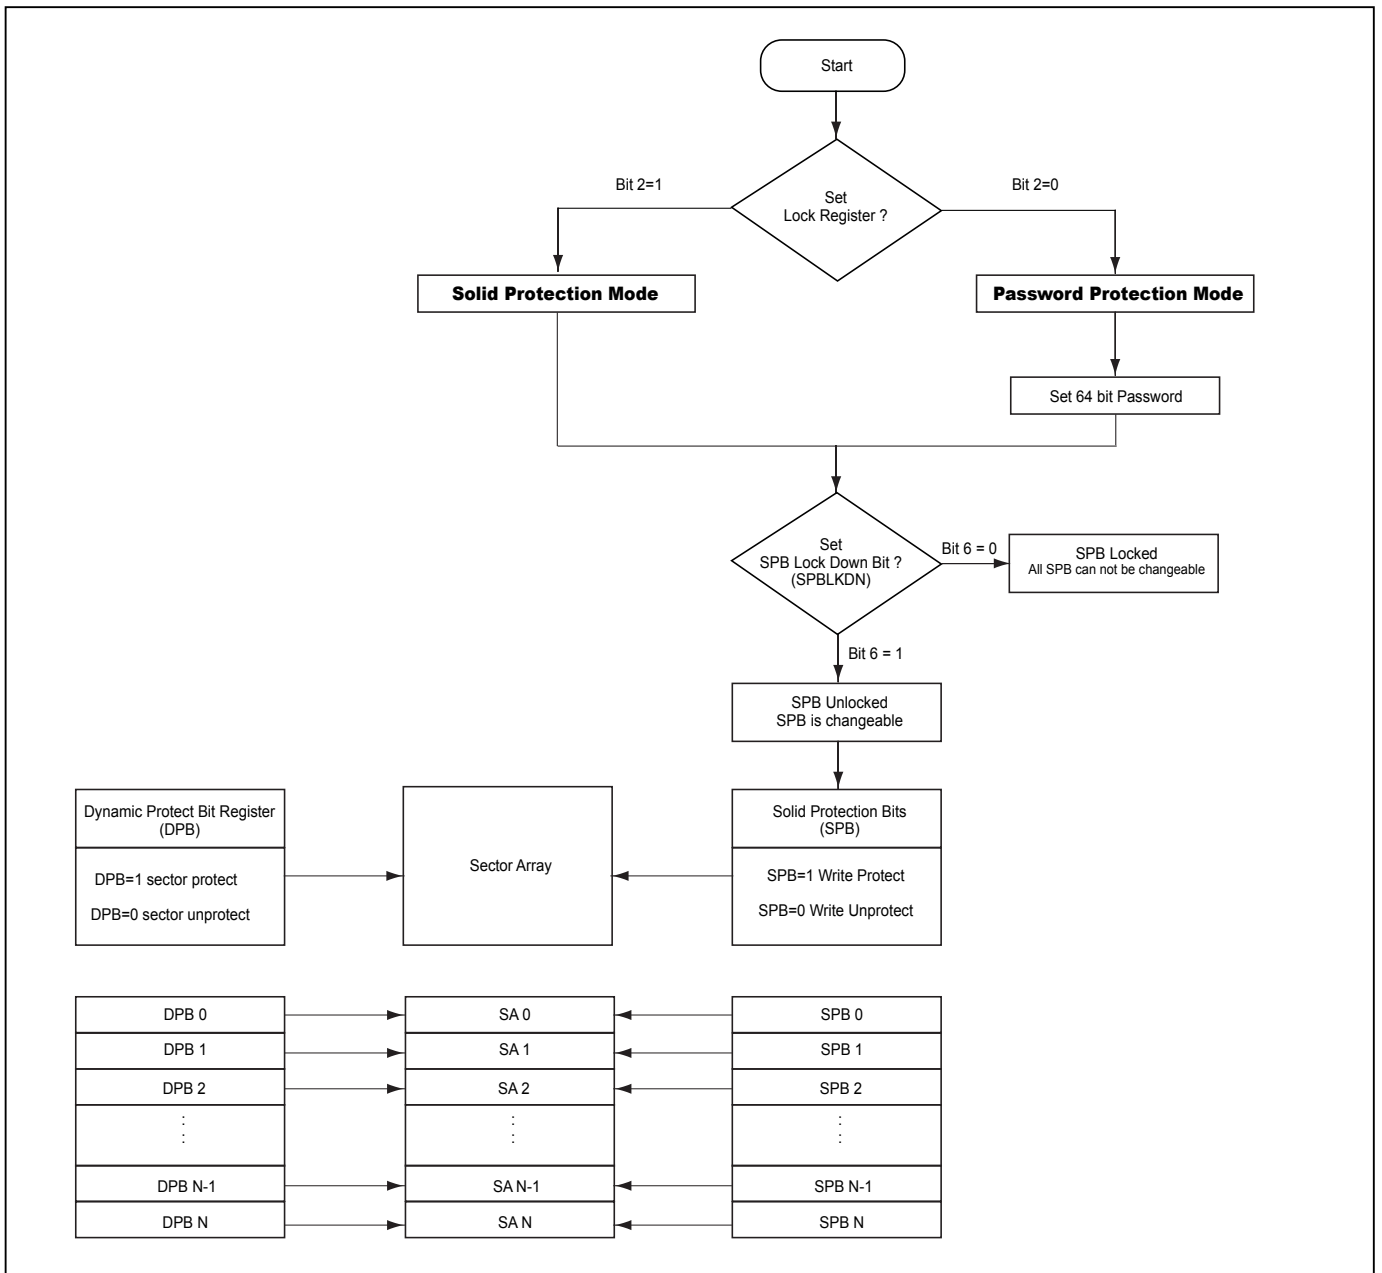 Start
Bit 2=1
Set
Lock Register ?
Bit 2=0
Solid Protection Mode
Password Protection Mode
Set 64 bit Password
Set
SPB Lock Down Bit ?
(SPBLKDN)
Bit 6 = 0
SPB Locked
All SPB can not be changeable
Bit 6 = 1
SPB Unlocked
SPB is changeable
Dynamic Protect Bit Register
(DPB)
DPB=1 sector protect
DPB=0 sector unprotect
Sector Array
Solid Protection Bits
(SPB)
SPB=1 Write Protect
SPB=0 Write Unprotect
DPB 0
SA 0
SPB 0
DPB 1
SA 1
SPB 1
DPB 2
SA 2
SPB 2
:
:
:
:
:
:
DPB N-1
SA N-1
SPB N-1
DPB N
SA N
SPB N